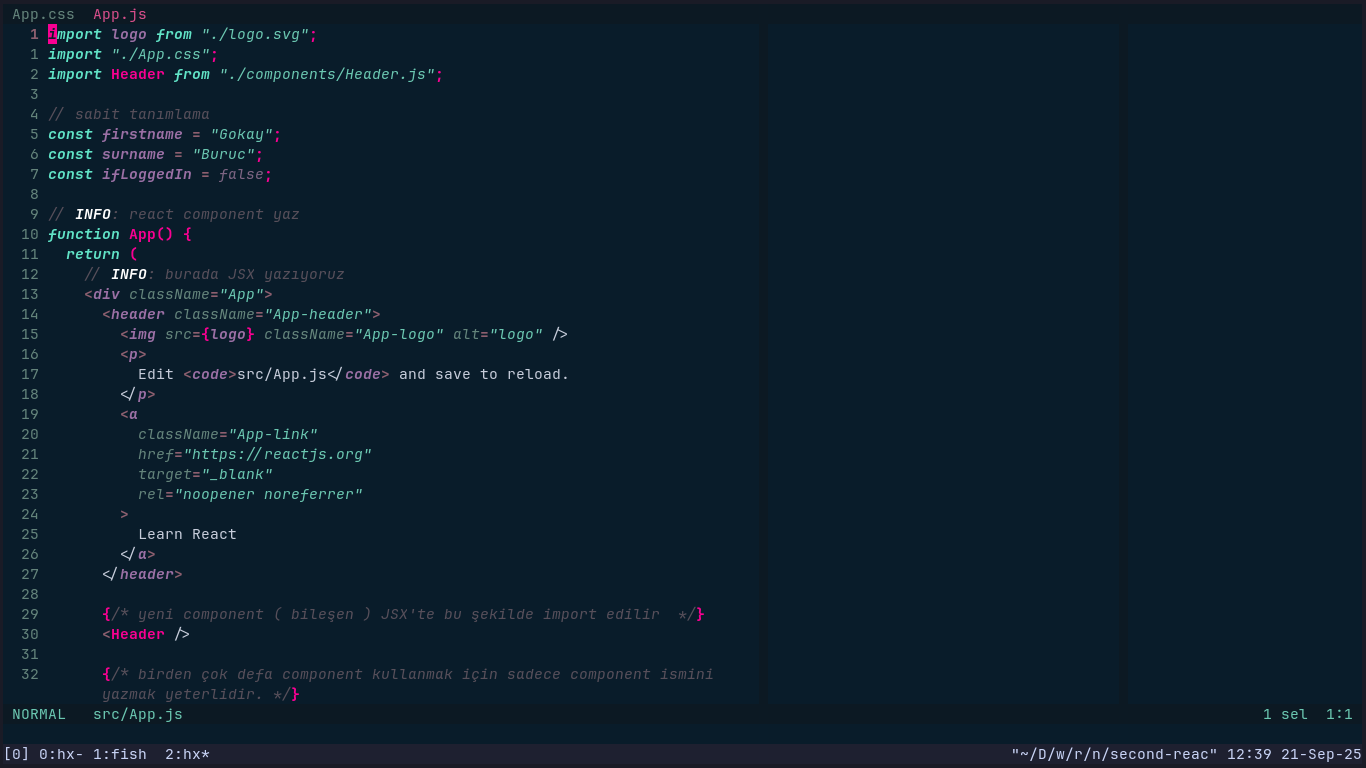 App.css  App.js
1 import logo from "./logo.svg";
1 import "./App.css";
2 import Header from "./components/Header.js";
3
4 // sabit tanımlama
5 const firstname = "Gokay";
6 const surname = "Buruc";
7 const ifLoggedIn = false;
8
9 // INFO: react component yaz
10 function App() {
11   return (
12     // INFO: burada JSX yazıyoruz
13     <div className="App">
14       <header className="App-header">
15         <img src={logo} className="App-logo" alt="logo" />
16         <p>
17           Edit <code>src/App.js</code> and save to reload.
18         </p>
19         <a
20           className="App-link"
21           href="https://reactjs.org"
22           target="_blank"
23           rel="noopener noreferrer"
24         >
25           Learn React
26         </a>
27       </header>
28
29       {/* yeni component ( bileşen ) JSX'te bu şekilde import edilir  */}
30       <Header />
31
32       {/* birden çok defa component kullanmak için sadece component ismini
      yazmak yeterlidir. */}
NORMAL   src/App.js   1 sel  1:1
[0] 0:hx- 1:fish  2:hx*   "~/D/w/r/n/second-reac" 12:39 21-Sep-25